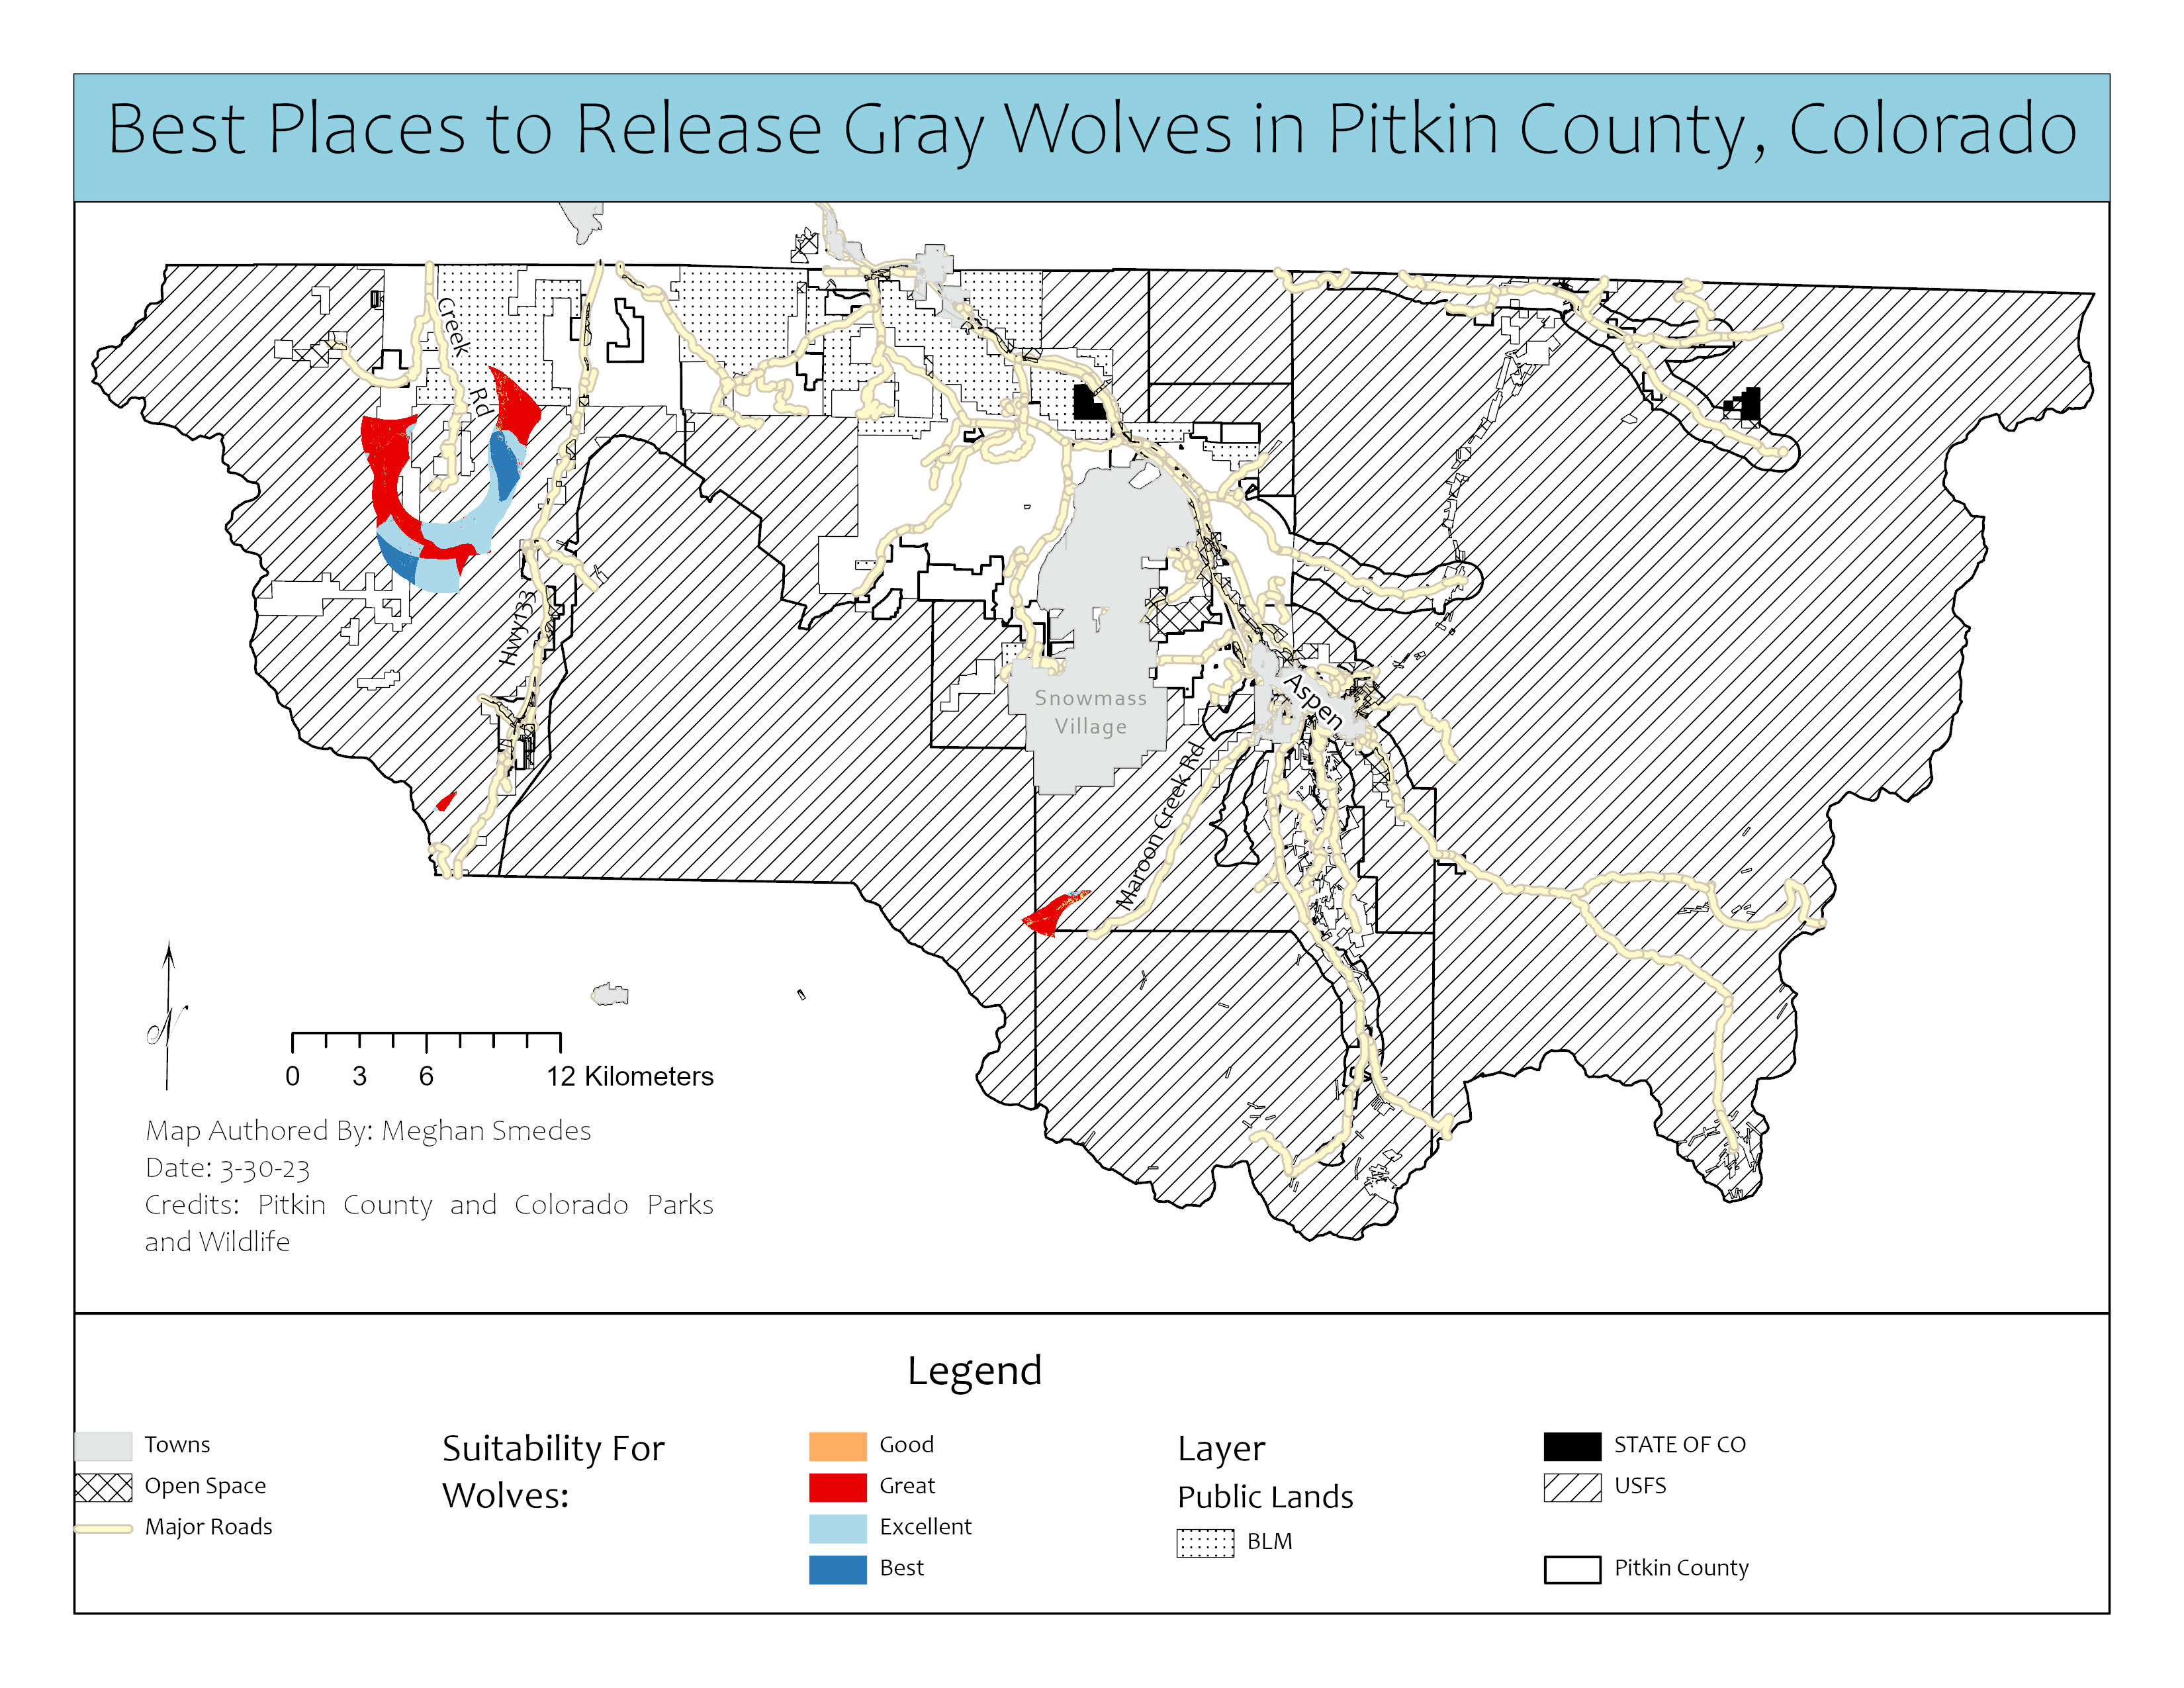 Best Places to Release Gray Wolves in Pitkin County, Colorado
Creek
Rd
Hwy133
Snowmass
Village
Aspen
Maroon Creek Rd
N
0 3 6 12 Kilometers
Map Authored By: Meghan Smedes
Date: 3-30-23
Credits: Pitkin County and Colorado Parks
and Wildlife
Legend
Towns
Open Space
Major Roads
Suitability For
Wolves:
Good
Great
Excellent
Best
Layer
Public Lands
BLM
STATE OF CO
USFS
Pitkin County